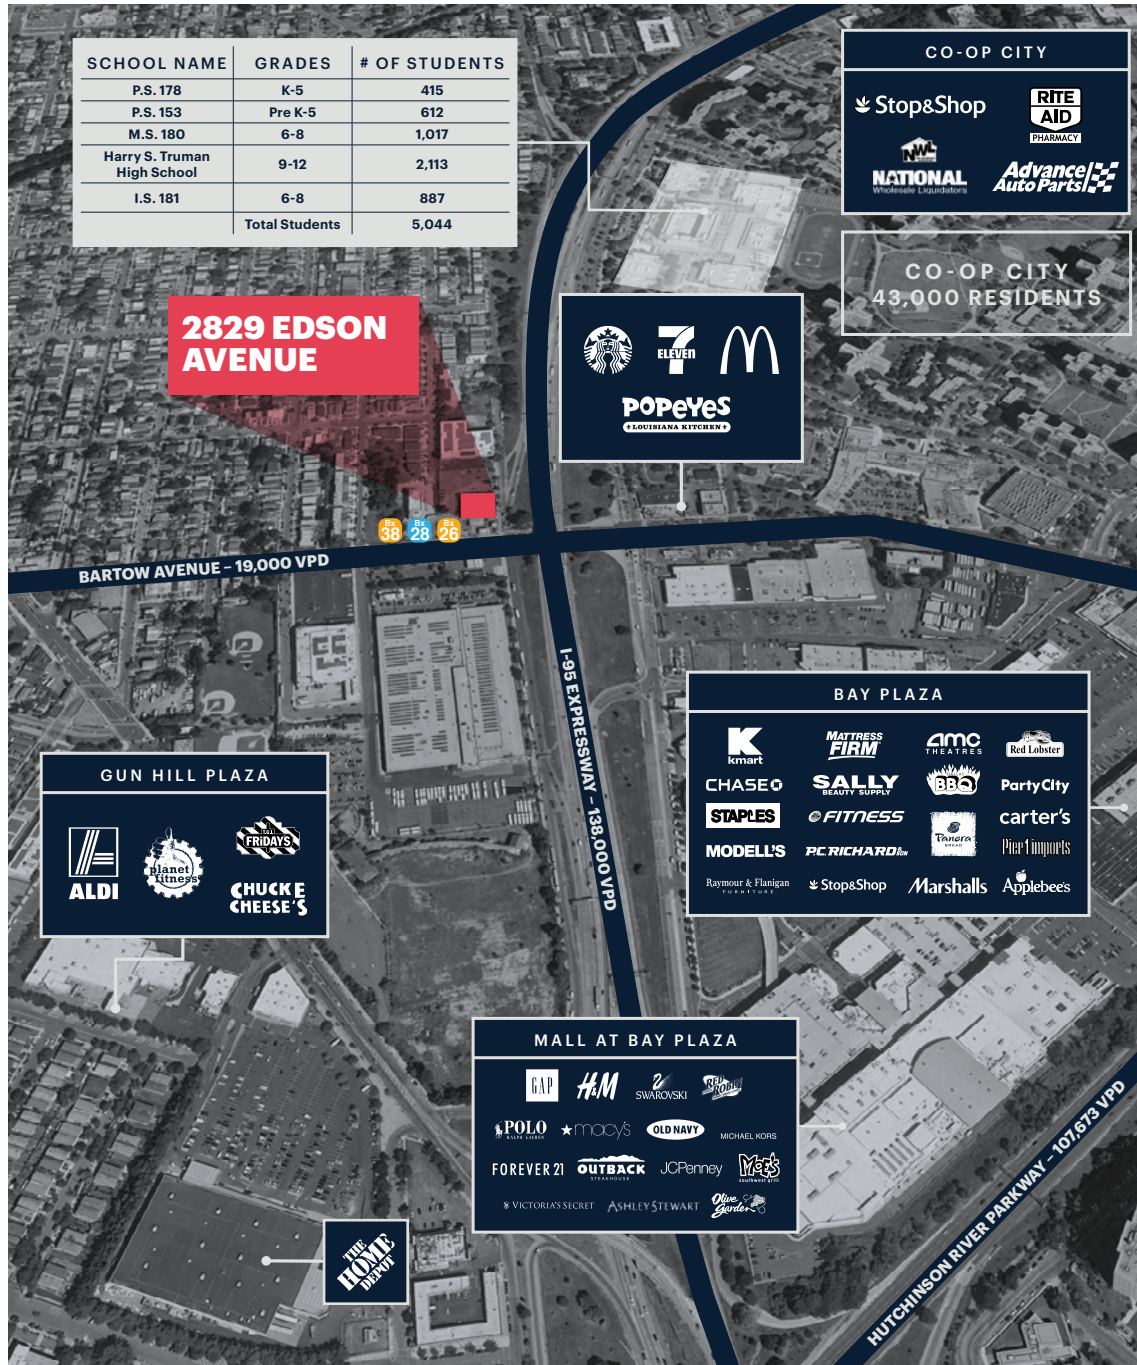 SCHOOL NAME GRADES # OF STUDENTS
P.S. 178 K-5 415
P.S. 153 Pre K-5 612
M.S. 180 6-8 1,017
Harry S. Truman
High School 9-12 2,113
I.S. 181 6-8 887
Total Students 5,044
CO-OP CITY
Stop&Shop
RITE
AID
PHARMACY
NWL
NATIONAL
Wholesale Liquidators
Advance
Auto Parts
CO-OP CITY
43,000 RESIDENTS
2829 EDSON
AVENUE
7
ELEVEN
POPEYES
LOUISIANA KITCHEN
Bx
38
Bx
28
Bx
26
BARTOW AVENUE – 19,000 VPD
I-95 EXPRESSWAY – 138,000 VPD
BAY PLAZA
K
kmart
MATTRESS
FIRM
amc
THEATRES
Red Lobster
CHASE
SALLY
BEAUTY SUPPLY
BBQ
PartyCity
STAPLES
FITNESS
Panera
BREAD
carter's
MODELL'S
P.C. RICHARD & SON
Pier 1 imports
Raymour & Flanigan
FURNITURE
Stop&Shop
Marshalls
Applebee's
GUN HILL PLAZA
ALDI
planet
fitness
T.G.I.
FRIDAYS
CHUCK E
CHEESE'S
MALL AT BAY PLAZA
GAP
H&M
SWAROVSKI
RED
ROBIN
POLO
RALPH LAUREN
macy's
OLD NAVY
MICHAEL KORS
FOREVER 21
OUTBACK
STEAKHOUSE
JCPenney
MOE'S
southwest grill
VICTORIA'S SECRET
ASHLEY STEWART
Olive
Garden
THE
HOME
DEPOT
HUTCHINSON RIVER PARKWAY – 107,673 VPD